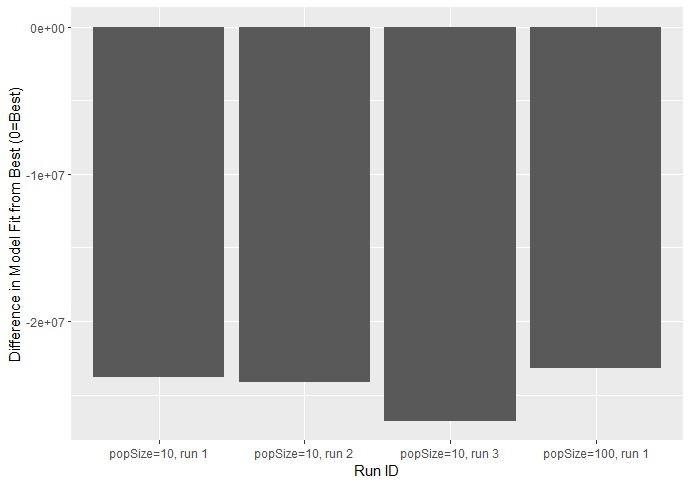 Difference in Model Fit from Best (0=Best)
0e+00
-1e+07
-2e+07
popSize=10, run 1
popSize=10, run 2
popSize=10, run 3
popSize=100, run 1
Run ID